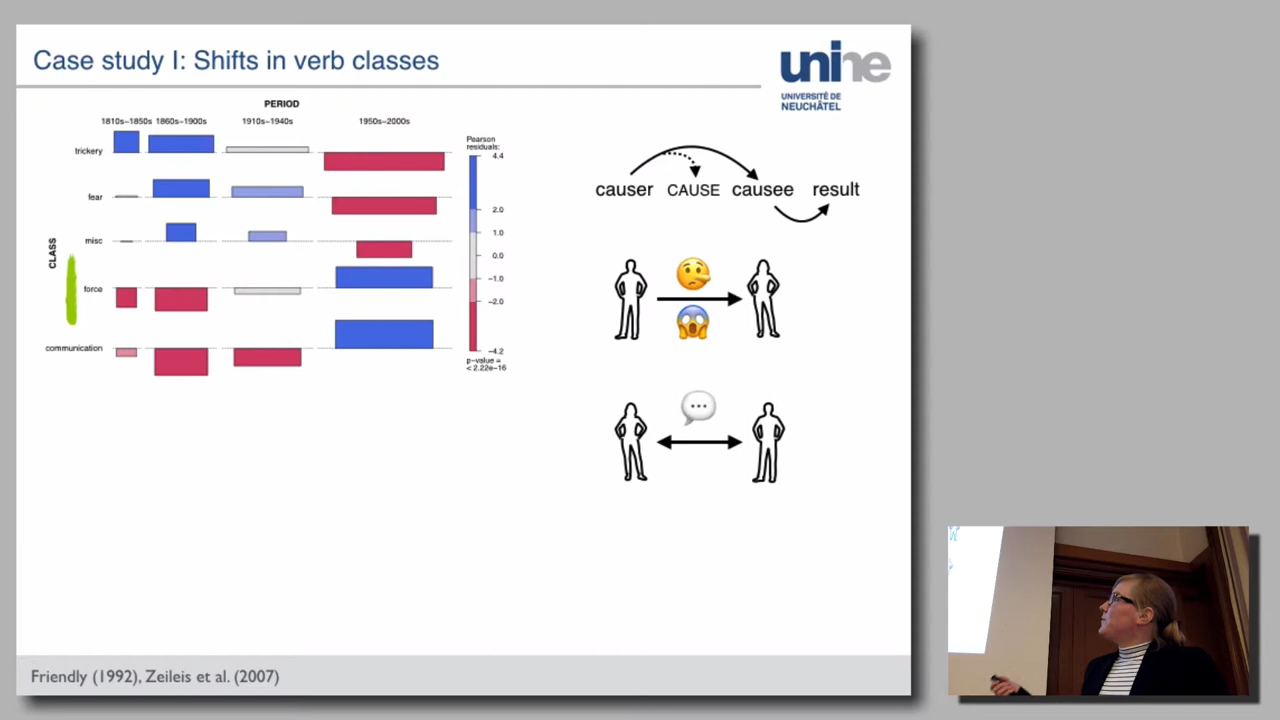 Case study I: Shifts in verb classes
unine
UNIVERSITÉ DE
NEUCHÂTEL
PERIOD
1810s–1850s 1860s–1900s 1910s–1940s 1950s–2000s
CLASS
trickery
fear
misc
force
communication
Pearson
residuals:
4.4
2.0
1.0
0.0
−1.0
−2.0
−4.2
p-value =
< 2.22e-16
causer CAUSE causee result
Friendly (1992), Zeileis et al. (2007)